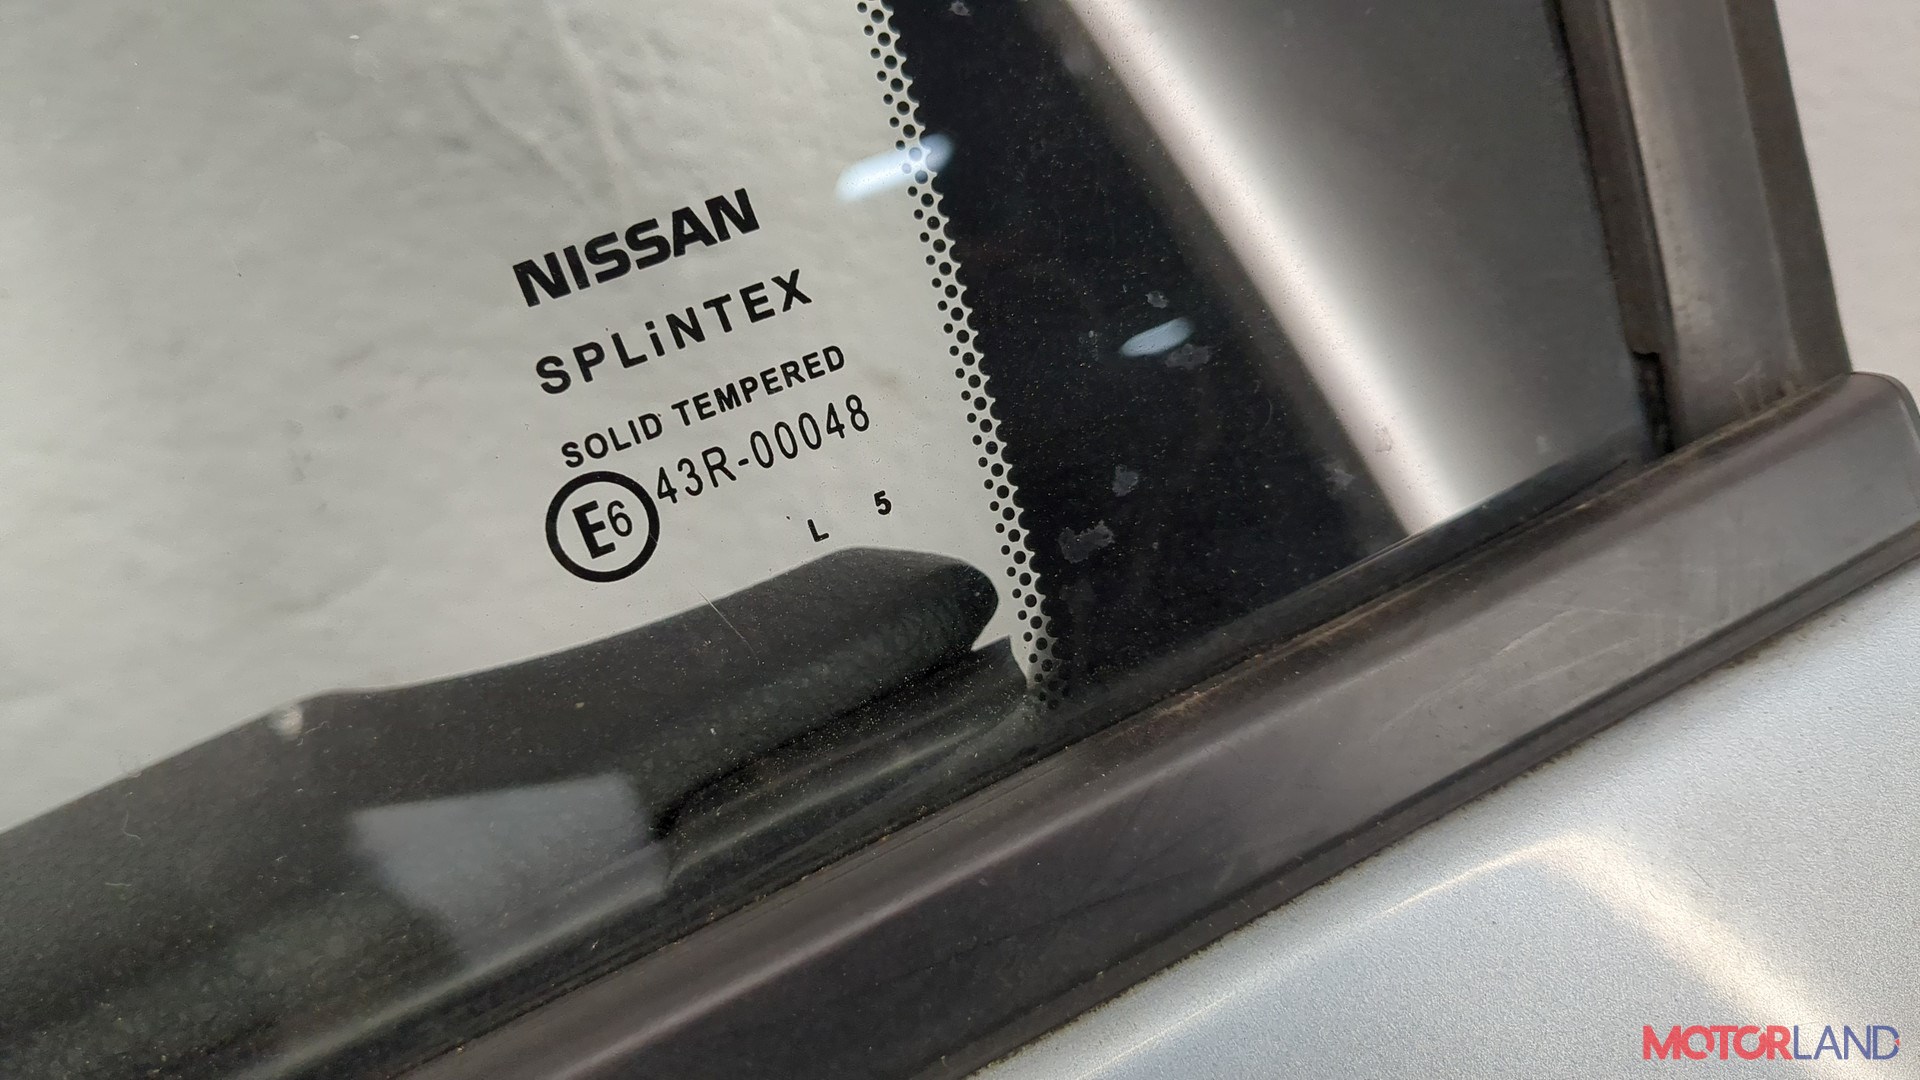 NISSAN
SPLiNTEX
SOLID TEMPERED
E6 43R-00048
L 5
MOTORLAND